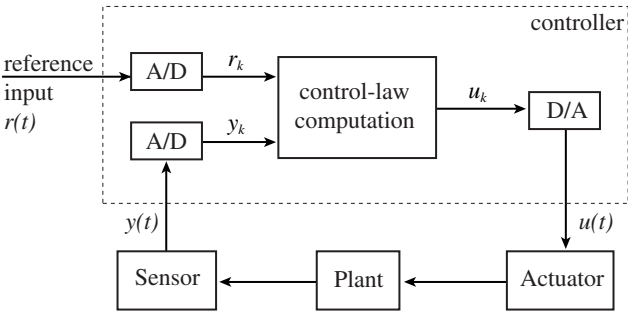 controller
reference
input
r(t)
A/D
r_k
A/D
y_k
control-law
computation
u_k
D/A
y(t)
u(t)
Sensor
Plant
Actuator